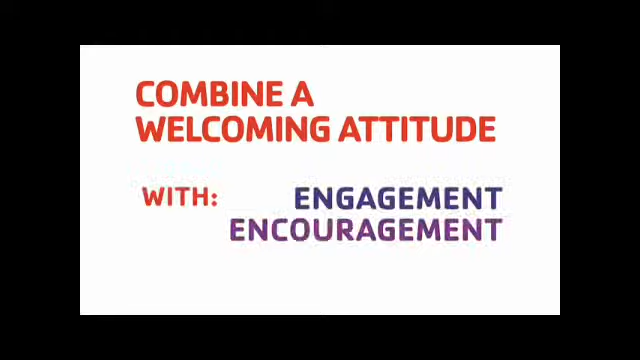 COMBINE A
WELCOMING ATTITUDE
WITH: ENGAGEMENT
ENCOURAGEMENT